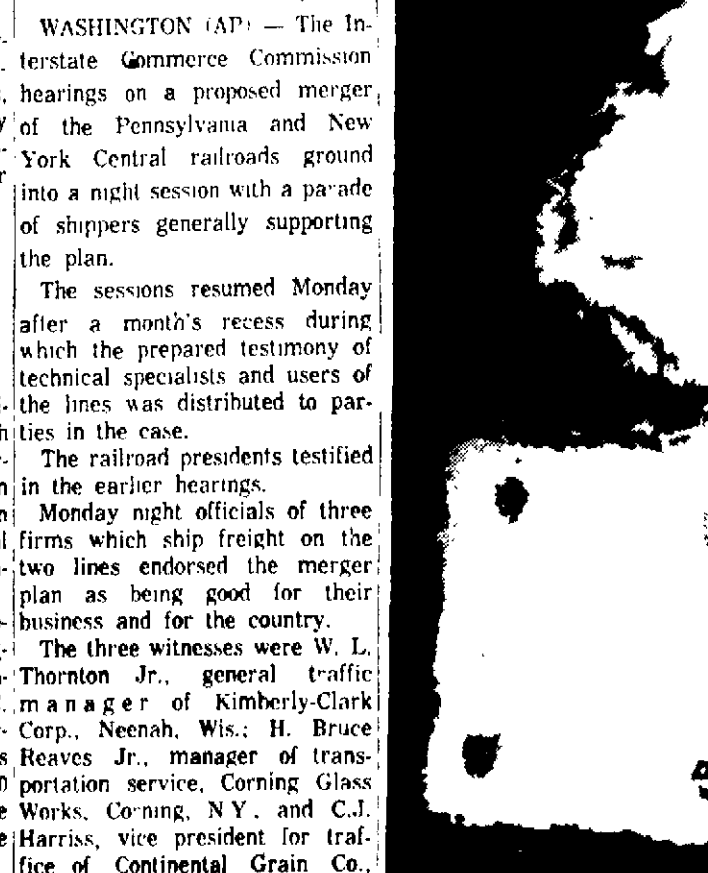 WASHINGTON (AP) — The In-
terstate Commerce Commission
hearings on a proposed merger
of the Pennsylvania and New
York Central railroads ground
into a night session with a parade
of shippers generally supporting
the plan.
The sessions resumed Monday
after a month's recess during
which the prepared testimony of
technical specialists and users of
the lines was distributed to par-
ties in the case.
The railroad presidents testified
in the earlier hearings.
Monday night officials of three
firms which ship freight on the
two lines endorsed the merger
plan as being good for their
business and for the country.
The three witnesses were W. L.
Thornton Jr., general traffic
manager of Kimberly-Clark
Corp., Neenah, Wis.; H. Bruce
Reaves Jr., manager of trans-
portation service, Corning Glass
Works, Corning, N Y. and C.J.
Harriss, vice president for traf-
fice of Continental Grain Co.,